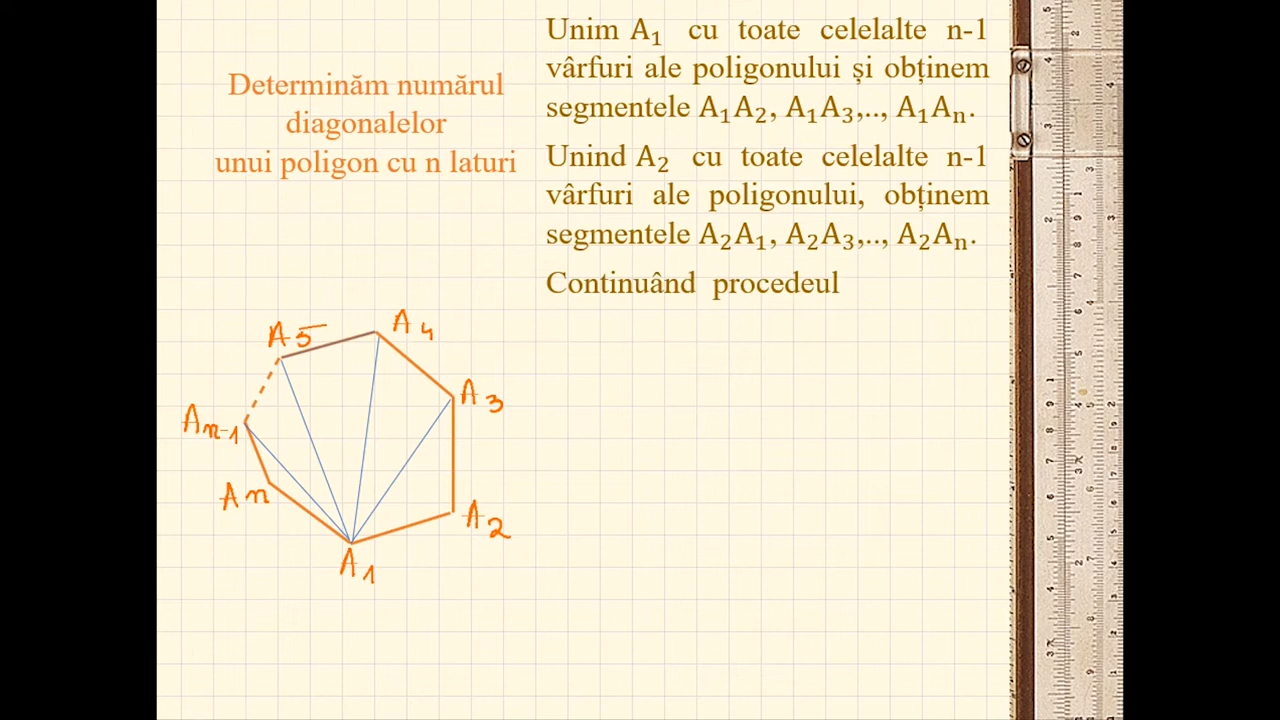 Determinăm numărul
diagonalelor
unui poligon cu n laturi
Unim A₁ cu toate celelalte n-1
vârfuri ale poligonului și obținem
segmentele A₁A₂, A₁A₃,.., A₁Aₙ.
Unind A₂ cu toate celelalte n-1
vârfuri ale poligonului, obținem
segmentele A₂A₁, A₂A₃,.., A₂Aₙ.
Continuând procedeul
A5
A4
A3
An-1
An
A2
A1